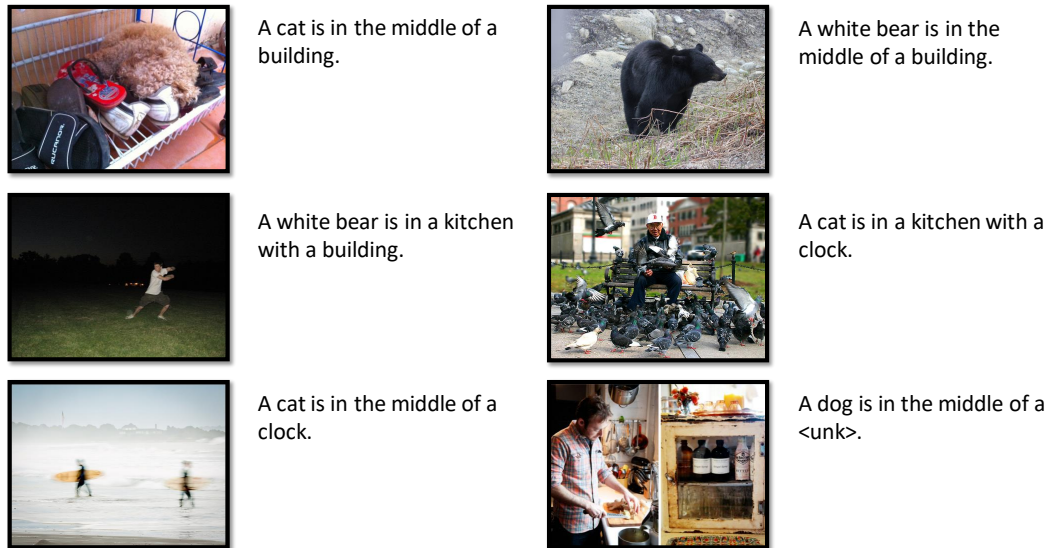 A cat is in the middle of a
building.
A white bear is in the
middle of a building.
A white bear is in a kitchen
with a building.
A cat is in a kitchen with a
clock.
A cat is in the middle of a
clock.
A dog is in the middle of a
<unk>.
RUCANOR